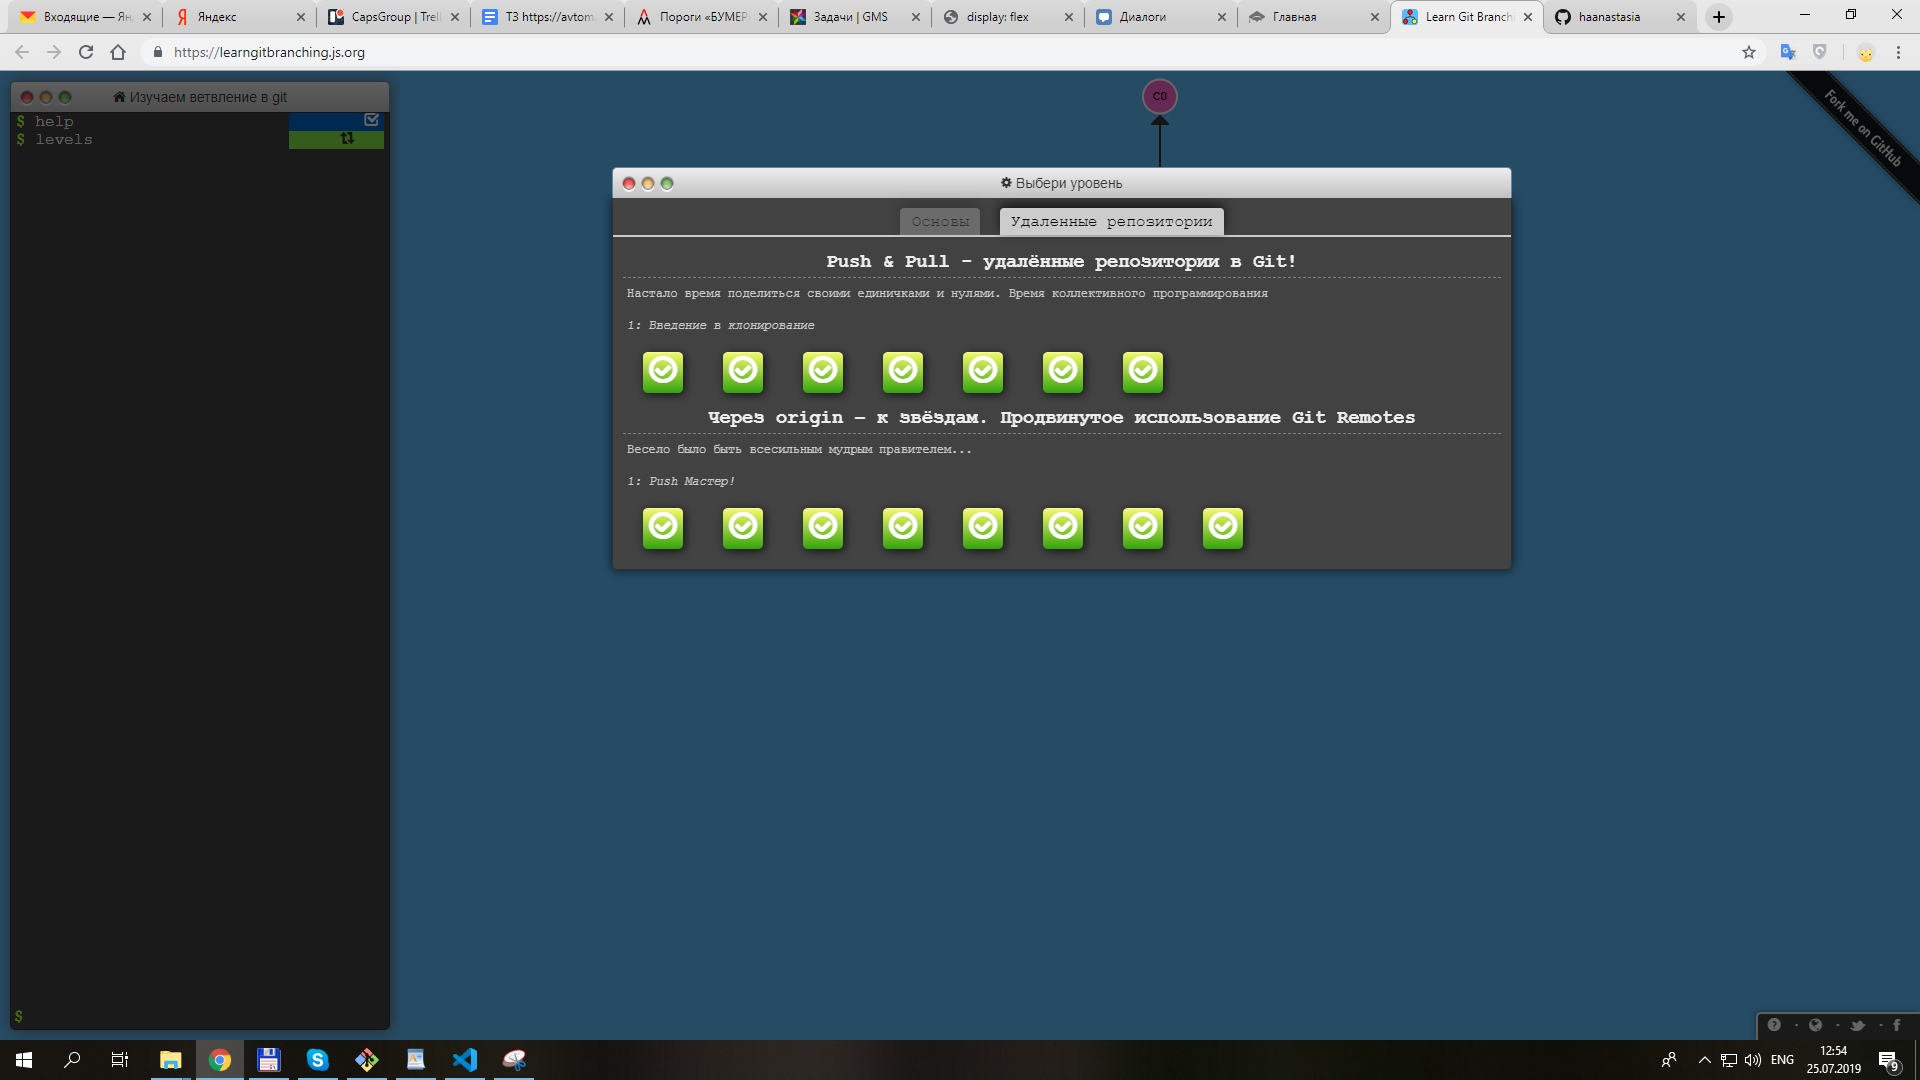 Входящие — Ян
Яндекс
CapsGroup | Trell
ТЗ https://avtom
Пороги «БУМЕР
Задачи | GMS
display: flex
Диалоги
Главная
Learn Git Branch
haanastasia
https://learngitbranching.js.org
Изучаем ветвление в git
$ help
$ levels
$
C0
Fork me on GitHub
Выбери уровень
Основы
Удаленные репозитории
Push & Pull - удалённые репозитории в Git!
Настало время поделиться своими единичками и нулями. Время коллективного программирования
1: Введение в клонирование
Через origin – к звёздам. Продвинутое использование Git Remotes
Весело было быть всесильным мудрым правителем...
1: Push Мастер!
ENG
12:54
25.07.2019
9